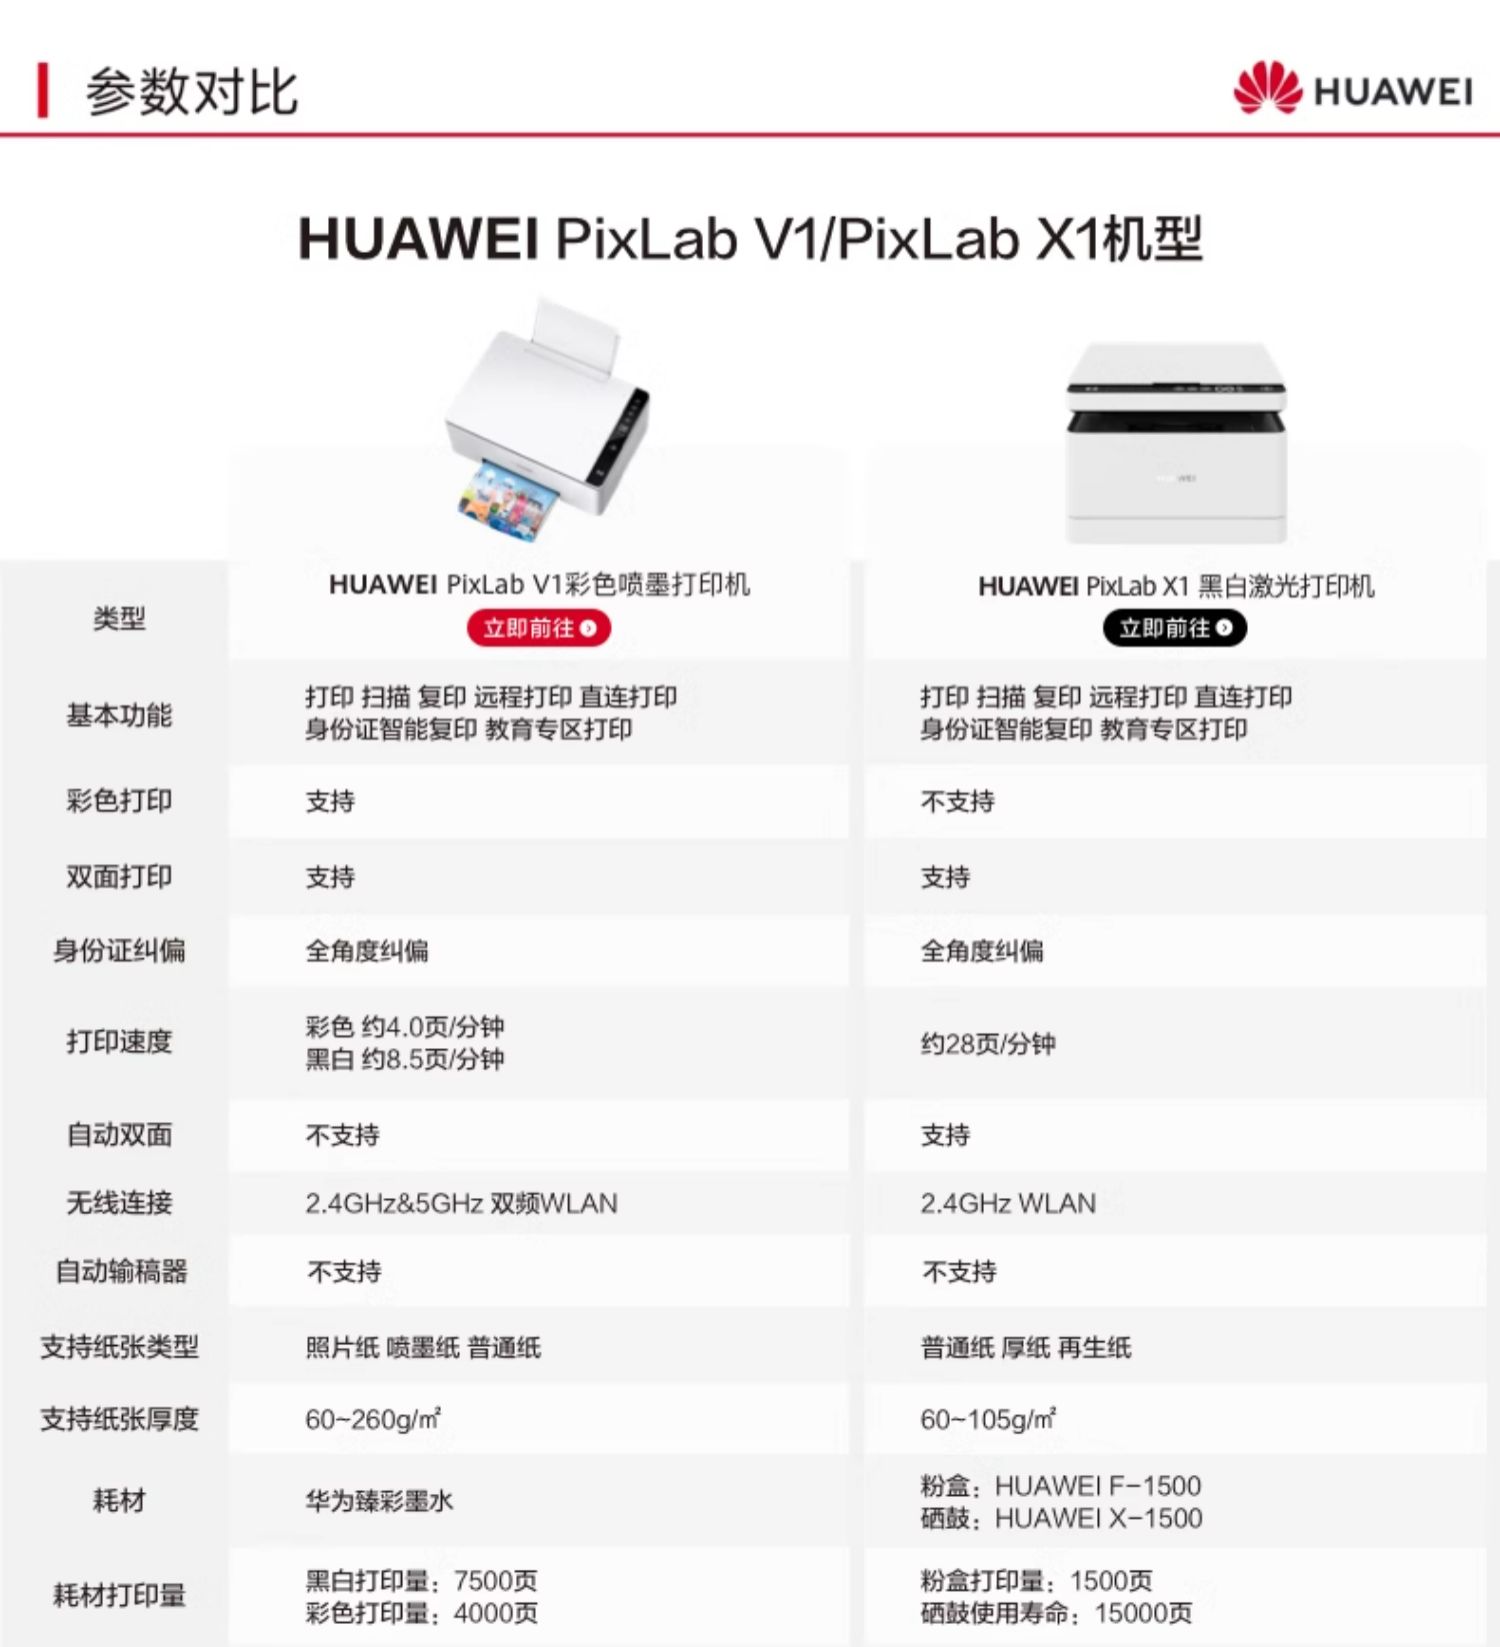 参数对比
HUAWEI
HUAWEI PixLab V1/PixLab X1机型
类型
HUAWEI PixLab V1彩色喷墨打印机
立即前往
HUAWEI PixLab X1 黑白激光打印机
立即前往
基本功能
打印 扫描 复印 远程打印 直连打印
身份证智能复印 教育专区打印
打印 扫描 复印 远程打印 直连打印
身份证智能复印 教育专区打印
彩色打印
支持
不支持
双面打印
支持
支持
身份证纠偏
全角度纠偏
全角度纠偏
打印速度
彩色 约4.0页/分钟
黑白 约8.5页/分钟
约28页/分钟
自动双面
不支持
支持
无线连接
2.4GHz&5GHz 双频WLAN
2.4GHz WLAN
自动输稿器
不支持
不支持
支持纸张类型
照片纸 喷墨纸 普通纸
普通纸 厚纸 再生纸
支持纸张厚度
60~260g/㎡
60~105g/㎡
耗材
华为臻彩墨水
粉盒：HUAWEI F-1500
硒鼓：HUAWEI X-1500
耗材打印量
黑白打印量：7500页
彩色打印量：4000页
粉盒打印量：1500页
硒鼓使用寿命：15000页